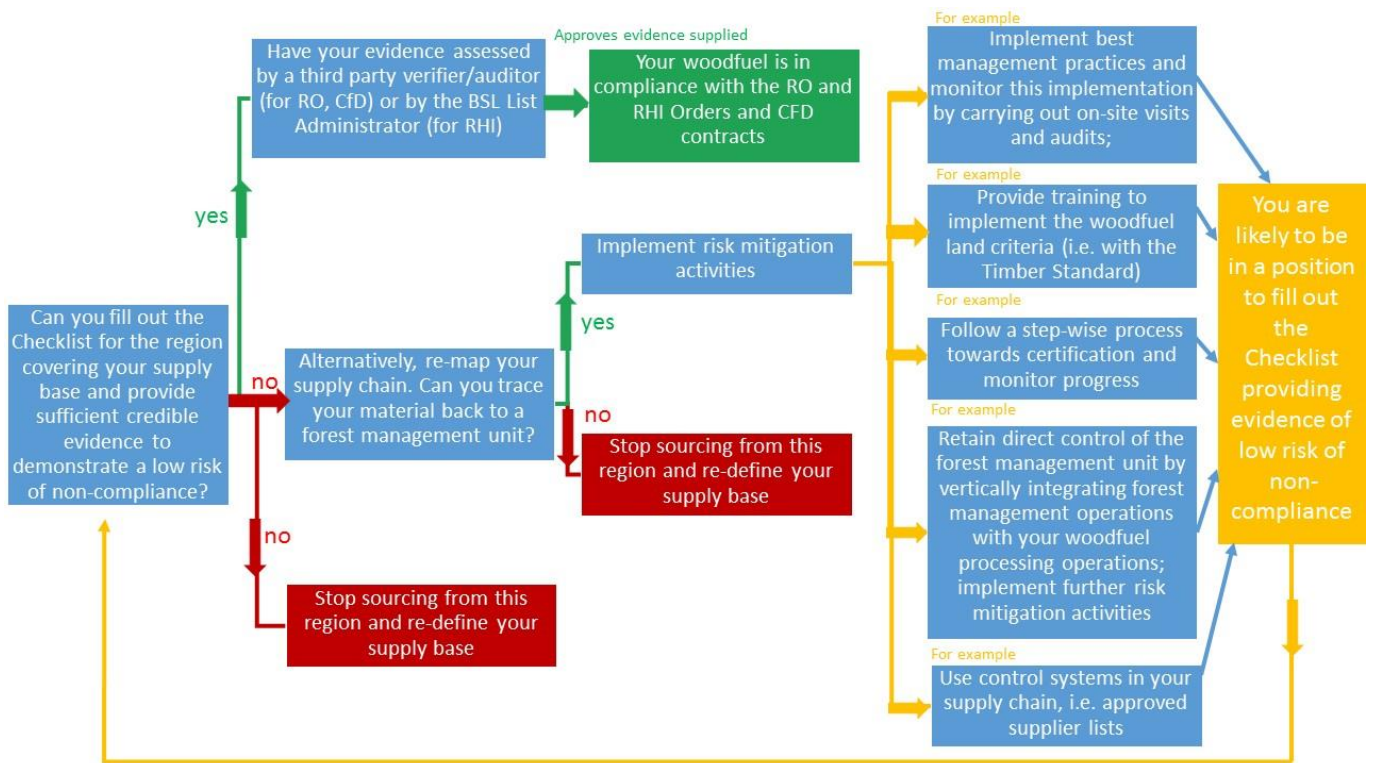 Can you fill out the
Checklist for the region
covering your supply
base and provide
sufficient credible
evidence to
demonstrate a low risk
of non-compliance?
yes
Have your evidence assessed
by a third party verifier/auditor
(for RO, CfD) or by the BSL List
Administrator (for RHI)
Approves evidence supplied
Your woodfuel is in
compliance with the RO and
RHI Orders and CFD
contracts
no
Alternatively, re-map your
supply chain. Can you trace
your material back to a
forest management unit?
no
Stop sourcing from this
region and re-define your
supply base
yes
Implement risk mitigation
activities
no
Stop sourcing from this
region and re-define your
supply base
For example
Implement best
management practices and
monitor this implementation
by carrying out on-site visits
and audits;
For example
Provide training to
implement the woodfuel
land criteria (i.e. with the
Timber Standard)
For example
Follow a step-wise process
towards certification and
monitor progress
For example
Retain direct control of the
forest management unit by
vertically integrating forest
management operations
with your woodfuel
processing operations;
implement further risk
mitigation activities
For example
Use control systems in your
supply chain, i.e. approved
supplier lists
You are
likely to be
in a position
to fill out
the
Checklist
providing
evidence of
low risk of
non-
compliance